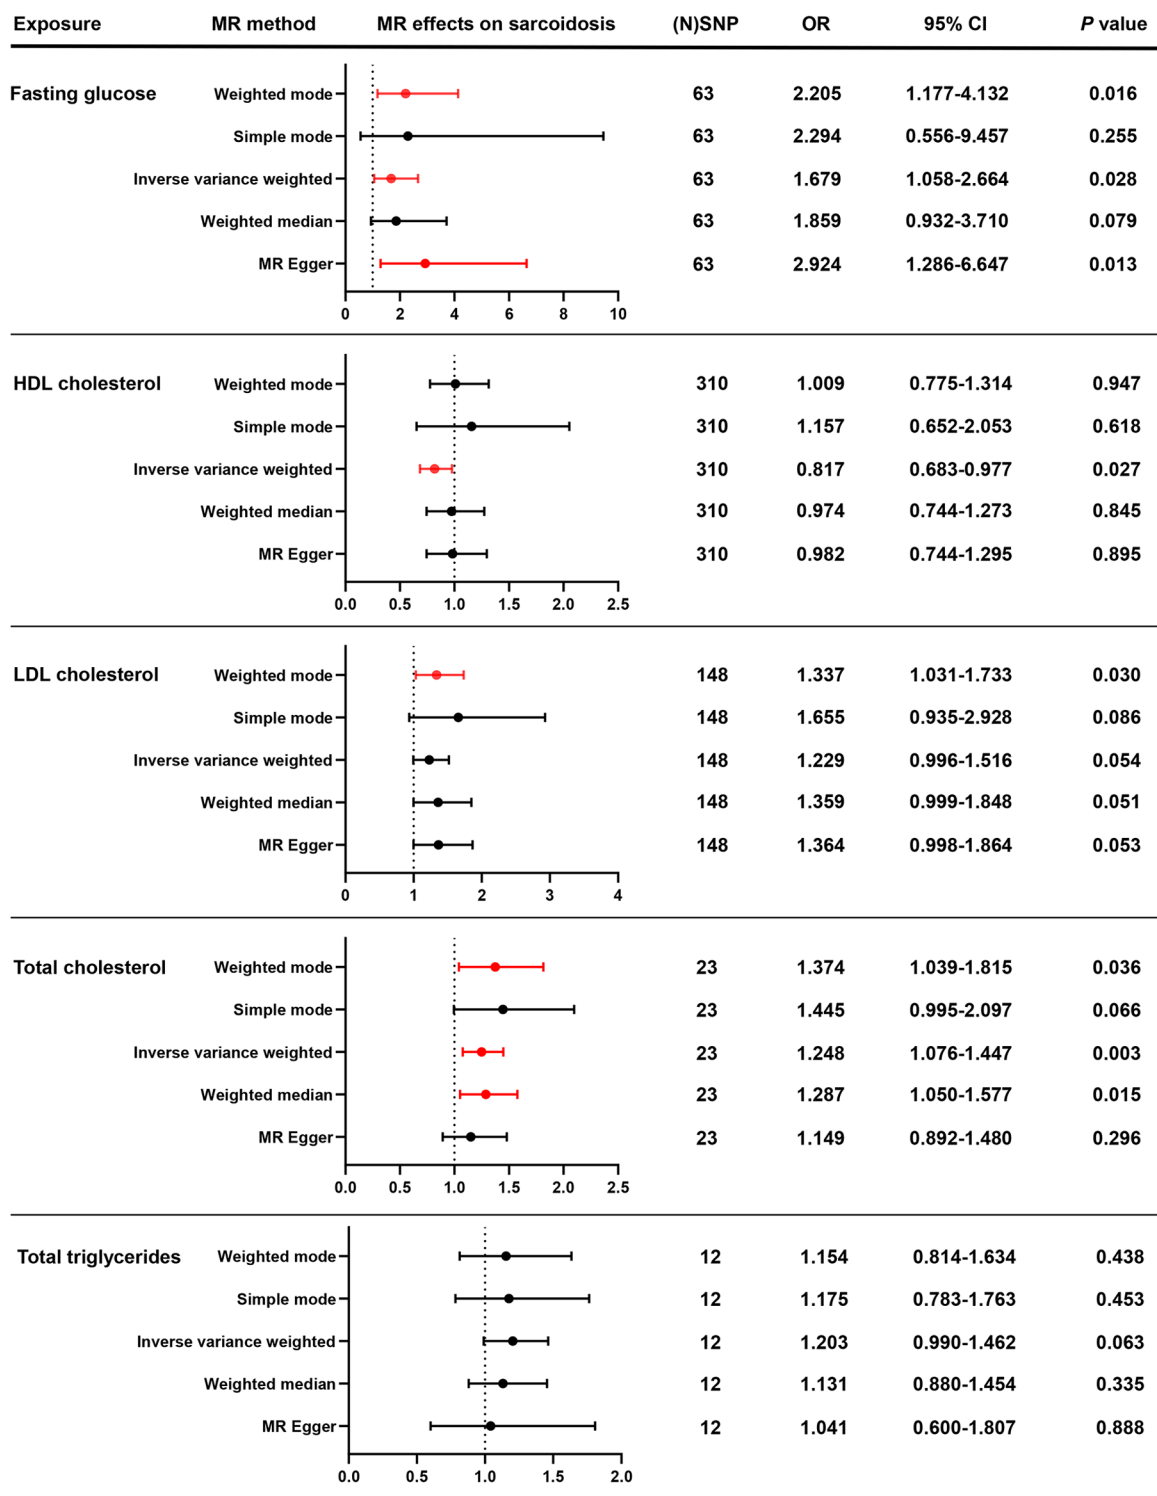 Exposure MR method MR effects on sarcoidosis (N)SNP OR 95% CI P value
Fasting glucose Weighted mode 63 2.205 1.177-4.132 0.016
Simple mode 63 2.294 0.556-9.457 0.255
Inverse variance weighted 63 1.679 1.058-2.664 0.028
Weighted median 63 1.859 0.932-3.710 0.079
MR Egger 63 2.924 1.286-6.647 0.013
0 2 4 6 8 10
HDL cholesterol Weighted mode 310 1.009 0.775-1.314 0.947
Simple mode 310 1.157 0.652-2.053 0.618
Inverse variance weighted 310 0.817 0.683-0.977 0.027
Weighted median 310 0.974 0.744-1.273 0.845
MR Egger 310 0.982 0.744-1.295 0.895
0.0 0.5 1.0 1.5 2.0 2.5
LDL cholesterol Weighted mode 148 1.337 1.031-1.733 0.030
Simple mode 148 1.655 0.935-2.928 0.086
Inverse variance weighted 148 1.229 0.996-1.516 0.054
Weighted median 148 1.359 0.999-1.848 0.051
MR Egger 148 1.364 0.998-1.864 0.053
0 1 2 3 4
Total cholesterol Weighted mode 23 1.374 1.039-1.815 0.036
Simple mode 23 1.445 0.995-2.097 0.066
Inverse variance weighted 23 1.248 1.076-1.447 0.003
Weighted median 23 1.287 1.050-1.577 0.015
MR Egger 23 1.149 0.892-1.480 0.296
0.0 0.5 1.0 1.5 2.0 2.5
Total triglycerides Weighted mode 12 1.154 0.814-1.634 0.438
Simple mode 12 1.175 0.783-1.763 0.453
Inverse variance weighted 12 1.203 0.990-1.462 0.063
Weighted median 12 1.131 0.880-1.454 0.335
MR Egger 12 1.041 0.600-1.807 0.888
0.0 0.5 1.0 1.5 2.0